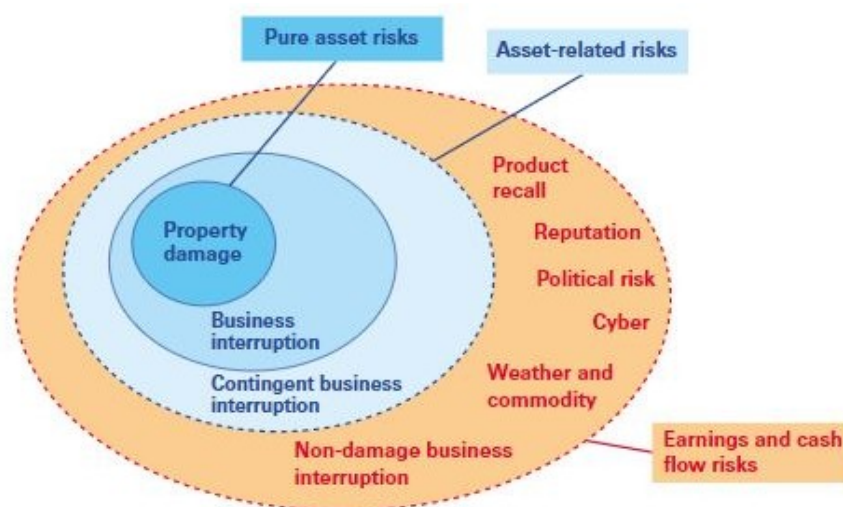 Pure asset risks
Asset-related risks
Product
recall
Property
damage
Reputation
Political risk
Cyber
Business
interruption
Weather and
commodity
Contingent business
interruption
Non-damage business
interruption
Earnings and cash
flow risks